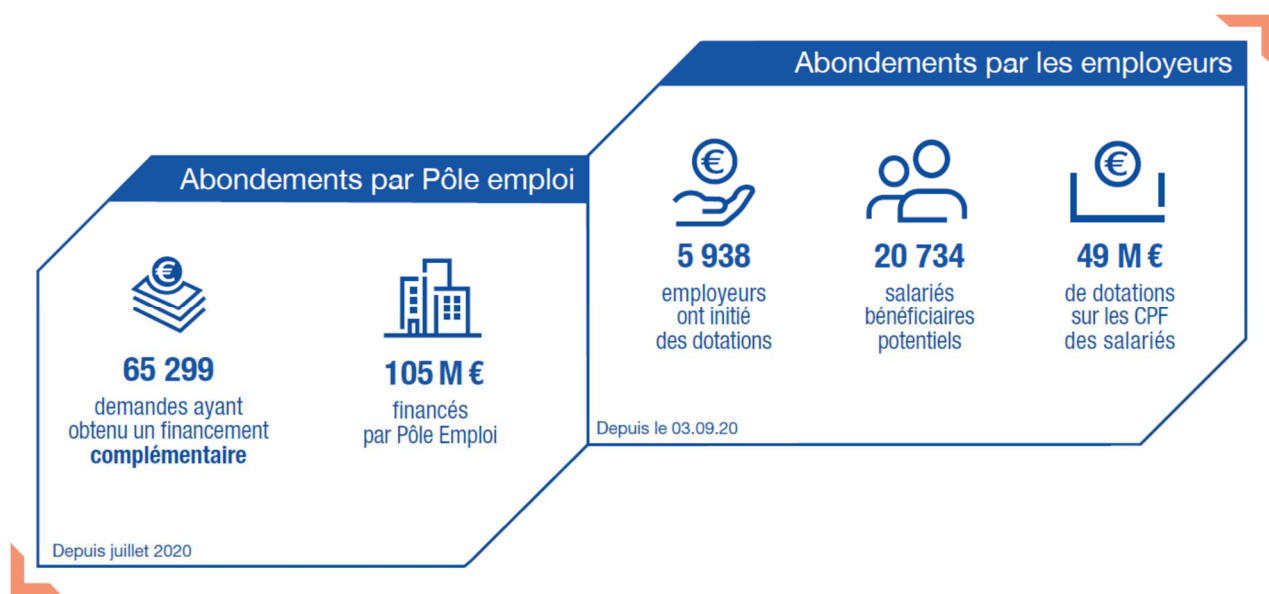 Abondements par les employeurs
5 938
employeurs
ont initié
des dotations
20 734
salariés
bénéficiaires
potentiels
49 M €
de dotations
sur les CPF
des salariés
Depuis le 03.09.20
Abondements par Pôle emploi
65 299
demandes ayant
obtenu un financement
complémentaire
105 M €
financés
par Pôle Emploi
Depuis juillet 2020